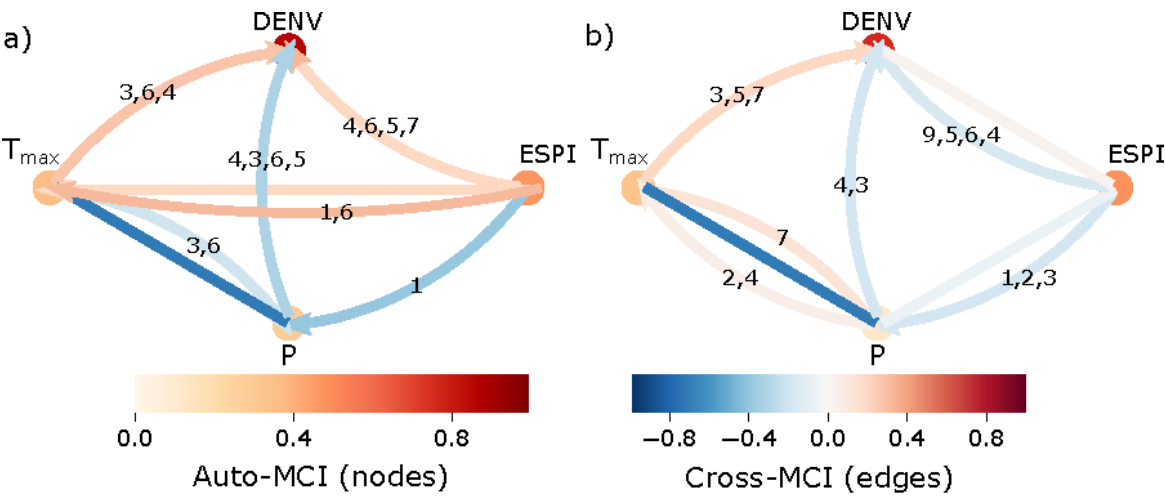 a)
DENV
3,6,4
4,6,5,7
T_max
4,3,6,5
ESPI
1,6
3,6
1
P
0.0 0.4 0.8
Auto-MCI (nodes)
b)
DENV
3,5,7
9,5,6,4
T_max
4,3
ESPI
7
2,4
1,2,3
P
−0.8 −0.4 0.0 0.4 0.8
Cross-MCI (edges)